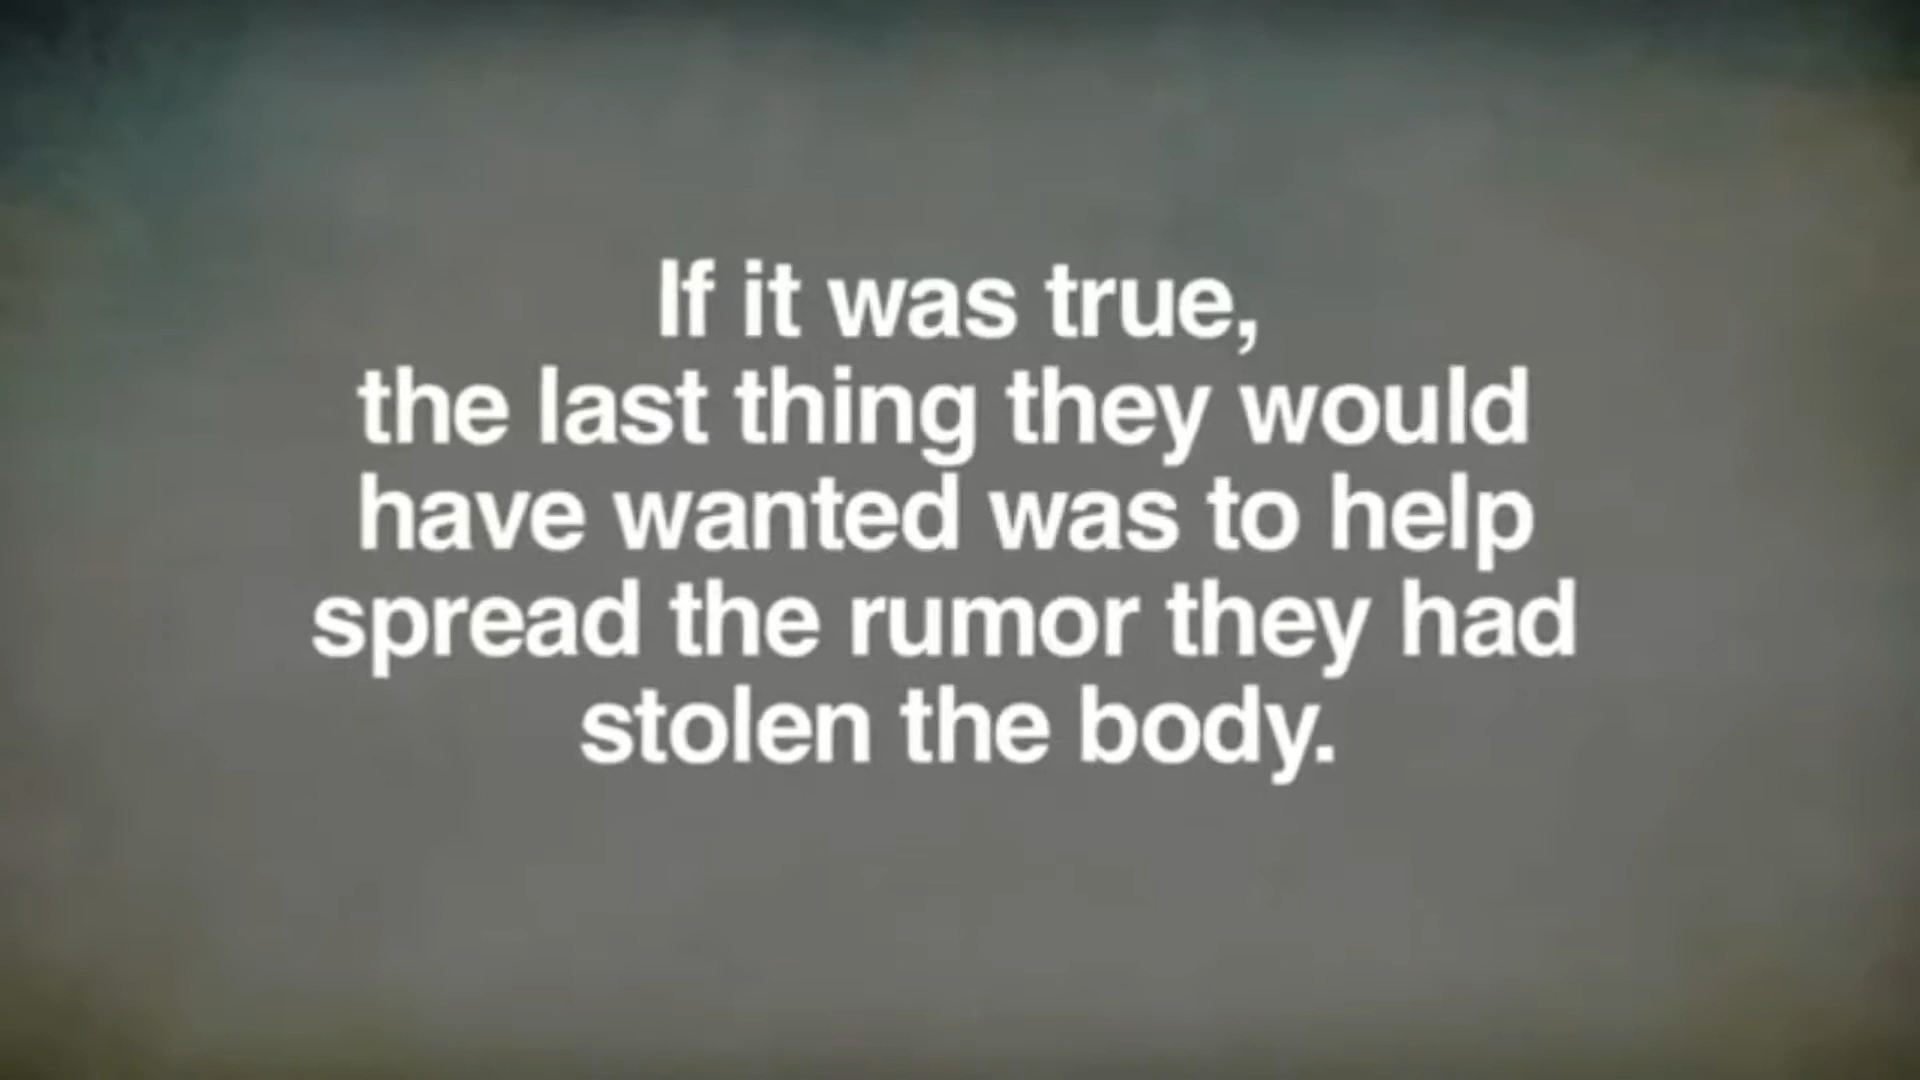 If it was true,
the last thing they would
have wanted was to help
spread the rumor they had
stolen the body.